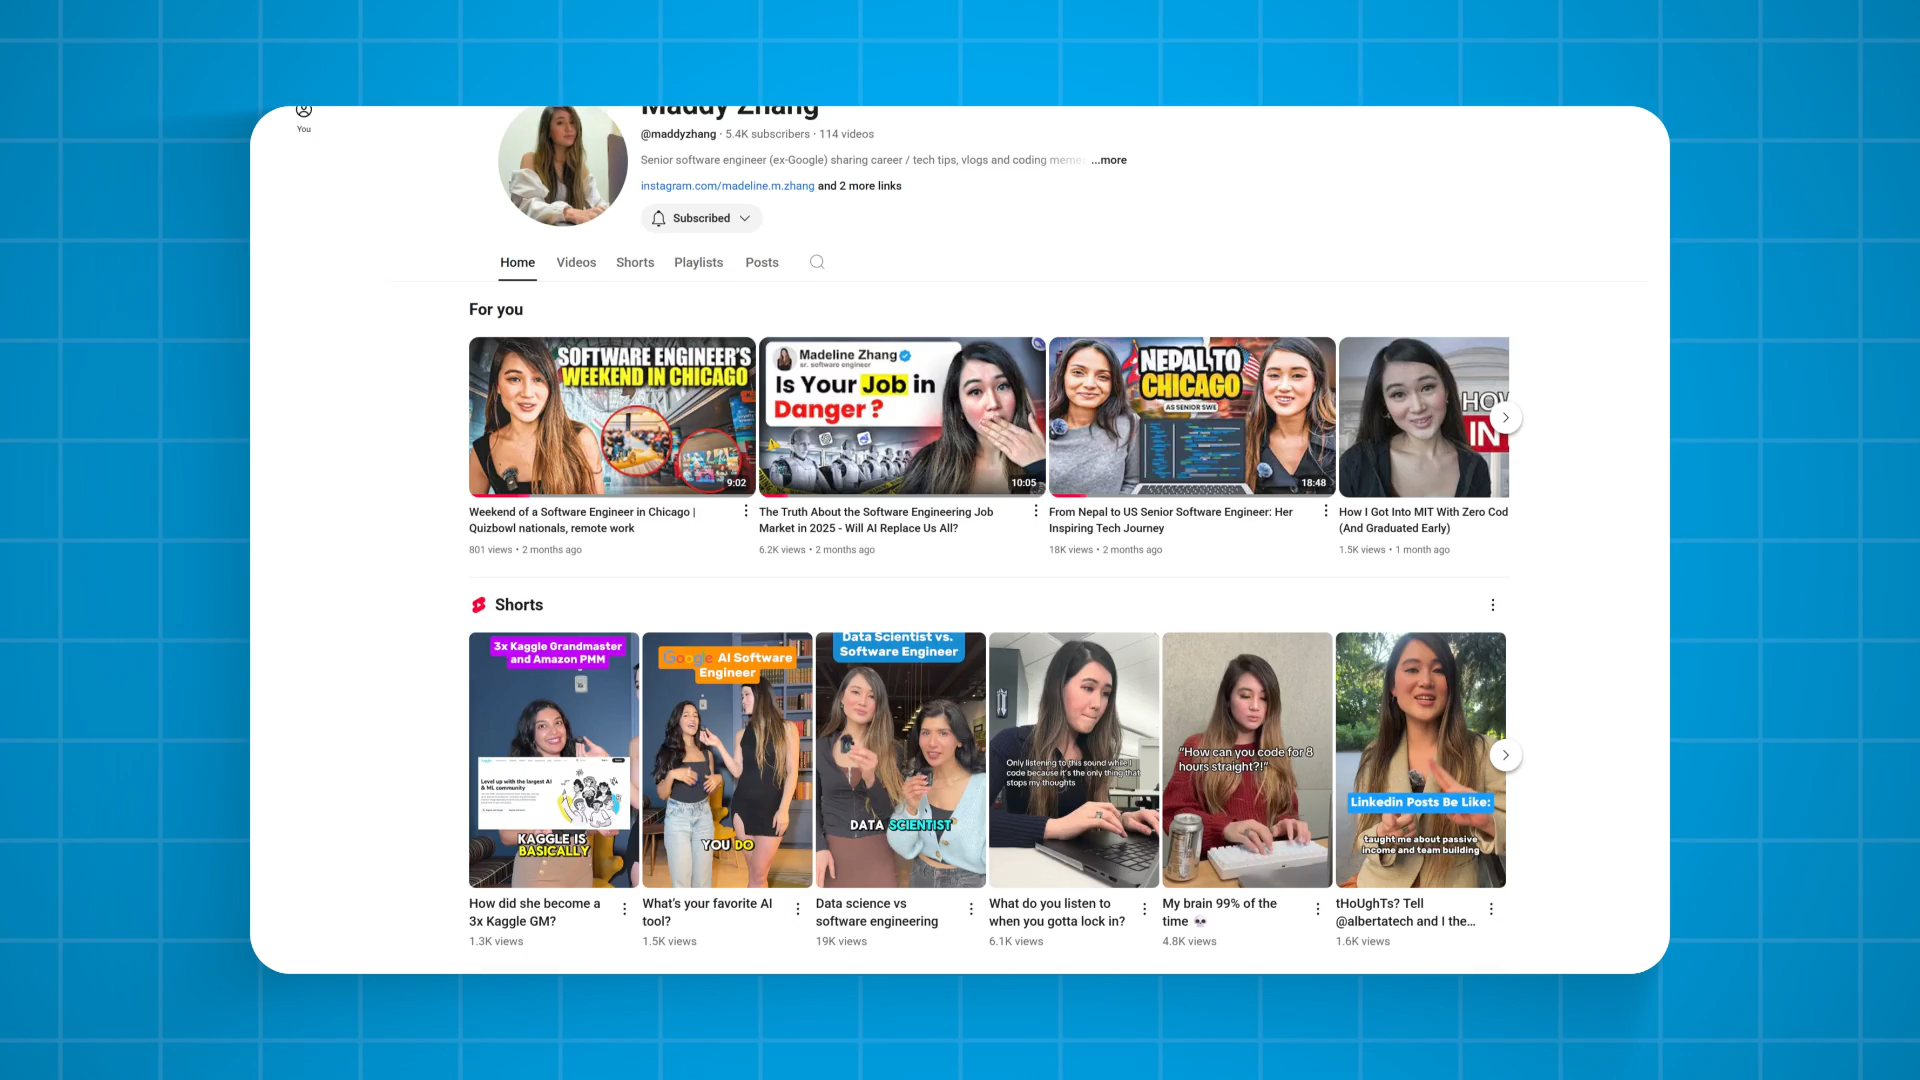 Maddy Zhang
You
@maddyzhang · 5.4K subscribers · 114 videos
Senior software engineer (ex-Google) sharing career / tech tips, vlogs and coding memes ...more
instagram.com/madeline.m.zhang and 2 more links
Subscribed
Home Videos Shorts Playlists Posts
For you
SOFTWARE ENGINEER'S
WEEKEND IN CHICAGO
9:02
Madeline Zhang
sr. software engineer
Is Your Job in
Danger ?
10:05
NEPAL TO
CHICAGO
AS SENIOR SWE
18:48
HOW
IN
Weekend of a Software Engineer in Chicago |
Quizbowl nationals, remote work
801 views • 2 months ago
The Truth About the Software Engineering Job
Market in 2025 - Will AI Replace Us All?
6.2K views • 2 months ago
From Nepal to US Senior Software Engineer: Her
Inspiring Tech Journey
18K views • 2 months ago
How I Got Into MIT With Zero Cod
(And Graduated Early)
1.5K views • 1 month ago
Shorts
3x Kaggle Grandmaster
and Amazon PMM
Level up with the largest AI
& ML community
KAGGLE IS
BASICALLY
Google AI Software
Engineer
YOU DO
Data Scientist vs.
Software Engineer
DATA SCIENTIST
Only listening to this sound while I
code because it's the only thing that
stops my thoughts
"How can you code for 8
hours straight?!"
Linkedin Posts Be Like:
taught me about passive
income and team building
How did she become a
3x Kaggle GM?
1.3K views
What's your favorite AI
tool?
1.5K views
Data science vs
software engineering
19K views
What do you listen to
when you gotta lock in?
6.1K views
My brain 99% of the
time 💀
4.8K views
tHoUgHTs? Tell
@albertatech and I the...
1.6K views